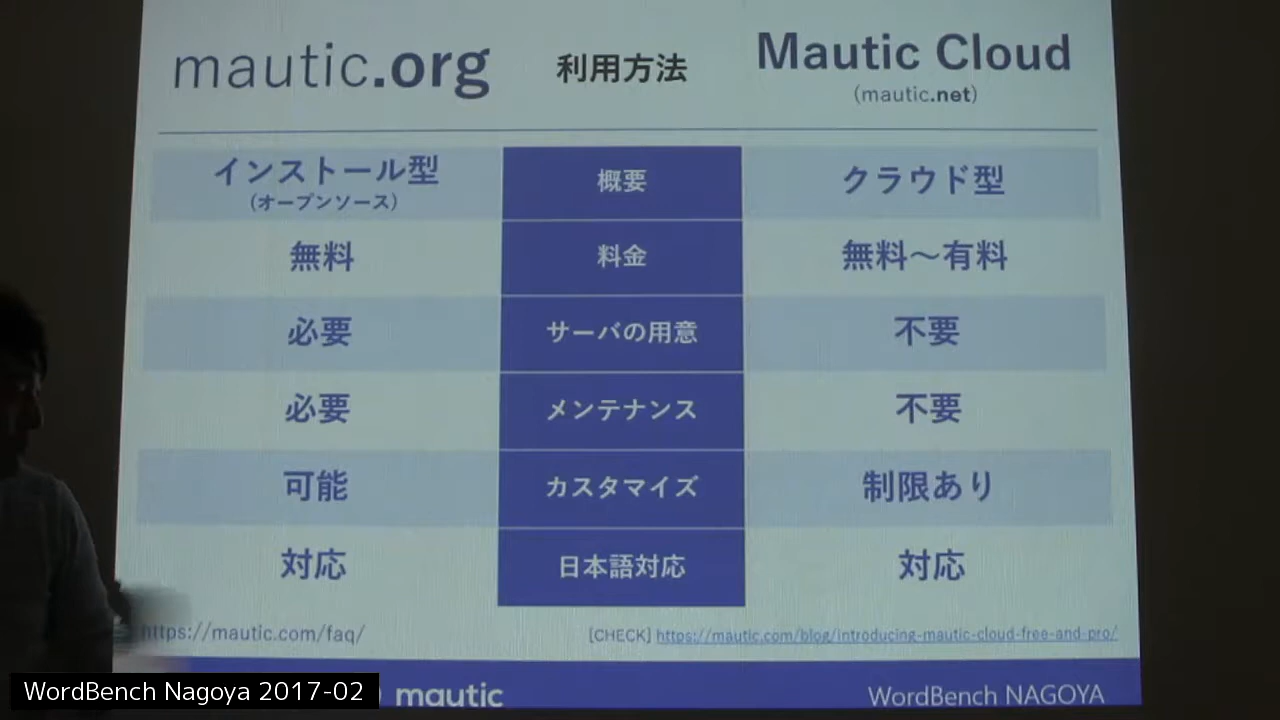 mautic.org 利用方法 Mautic Cloud
(mautic.net)
インストール型 概要 クラウド型
(オープンソース)
無料 料金 無料～有料
必要 サーバの用意 不要
必要 メンテナンス 不要
可能 カスタマイズ 制限あり
対応 日本語対応 対応
https://mautic.com/faq/ [CHECK] https://mautic.com/blog/introducing-mautic-cloud-free-and-pro/
WordBench Nagoya 2017-02 mautic WordBench NAGOYA